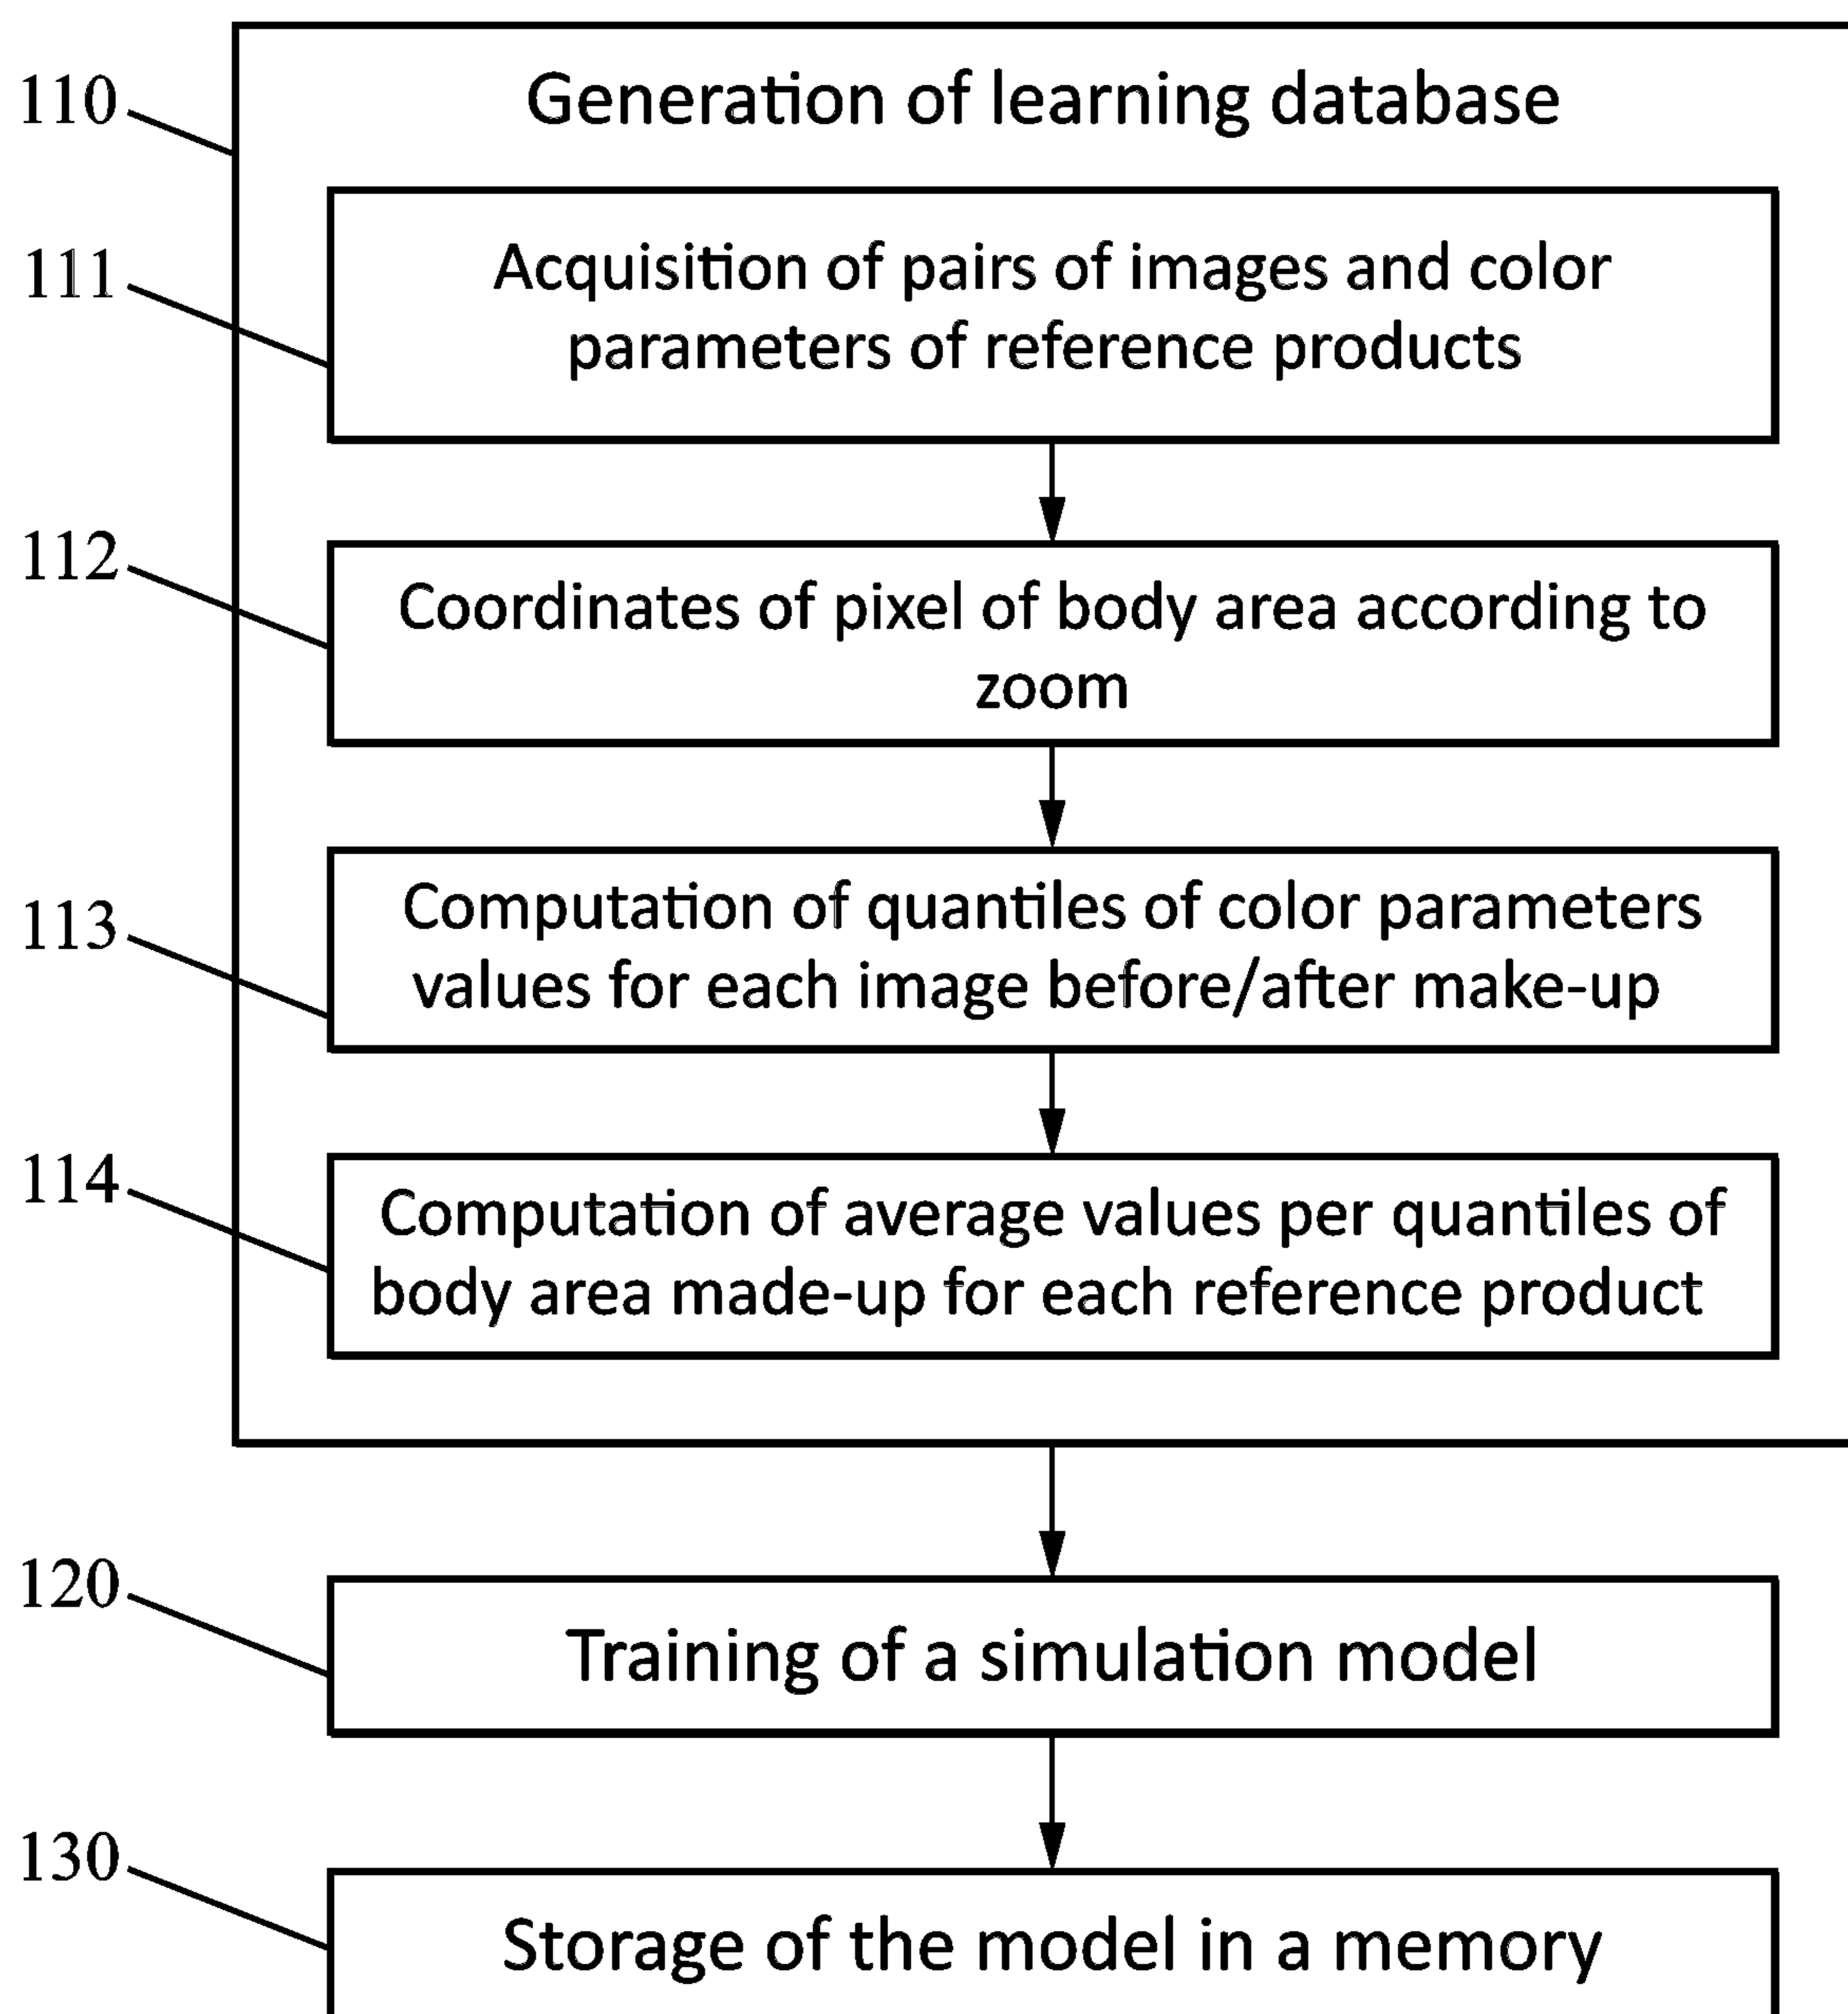 110
Generation of learning database
111
Acquisition of pairs of images and color
parameters of reference products
112
Coordinates of pixel of body area according to
zoom
113
Computation of quantiles of color parameters
values for each image before/after make-up
114
Computation of average values per quantiles of
body area made-up for each reference product
120
Training of a simulation model
130
Storage of the model in a memory